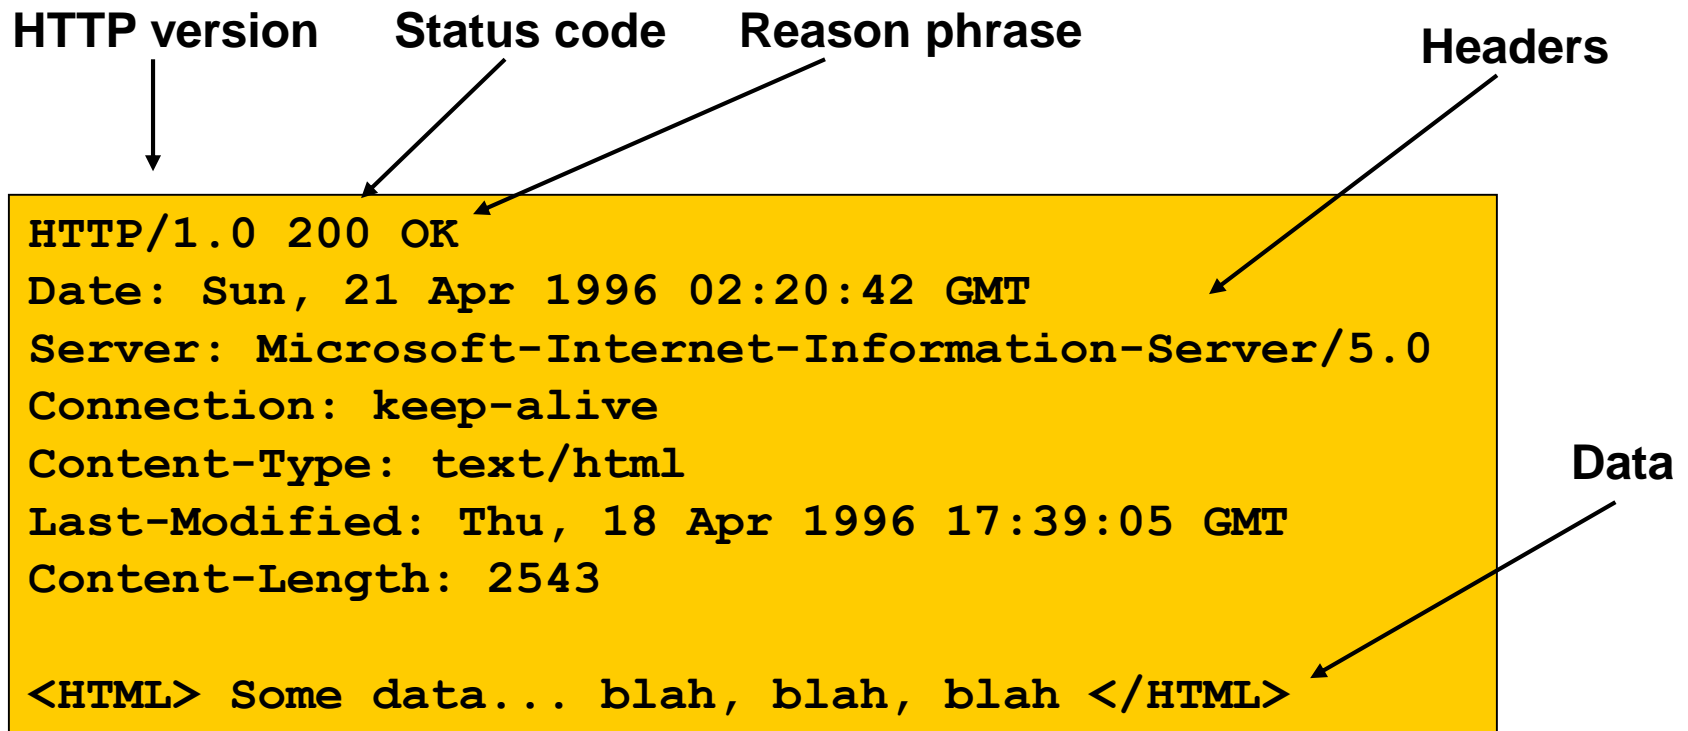 HTTP version Status code Reason phrase Headers
HTTP/1.0 200 OK
Date: Sun, 21 Apr 1996 02:20:42 GMT
Server: Microsoft-Internet-Information-Server/5.0
Connection: keep-alive
Content-Type: text/html
Data
Last-Modified: Thu, 18 Apr 1996 17:39:05 GMT
Content-Length: 2543
<HTML> Some data... blah, blah, blah </HTML>